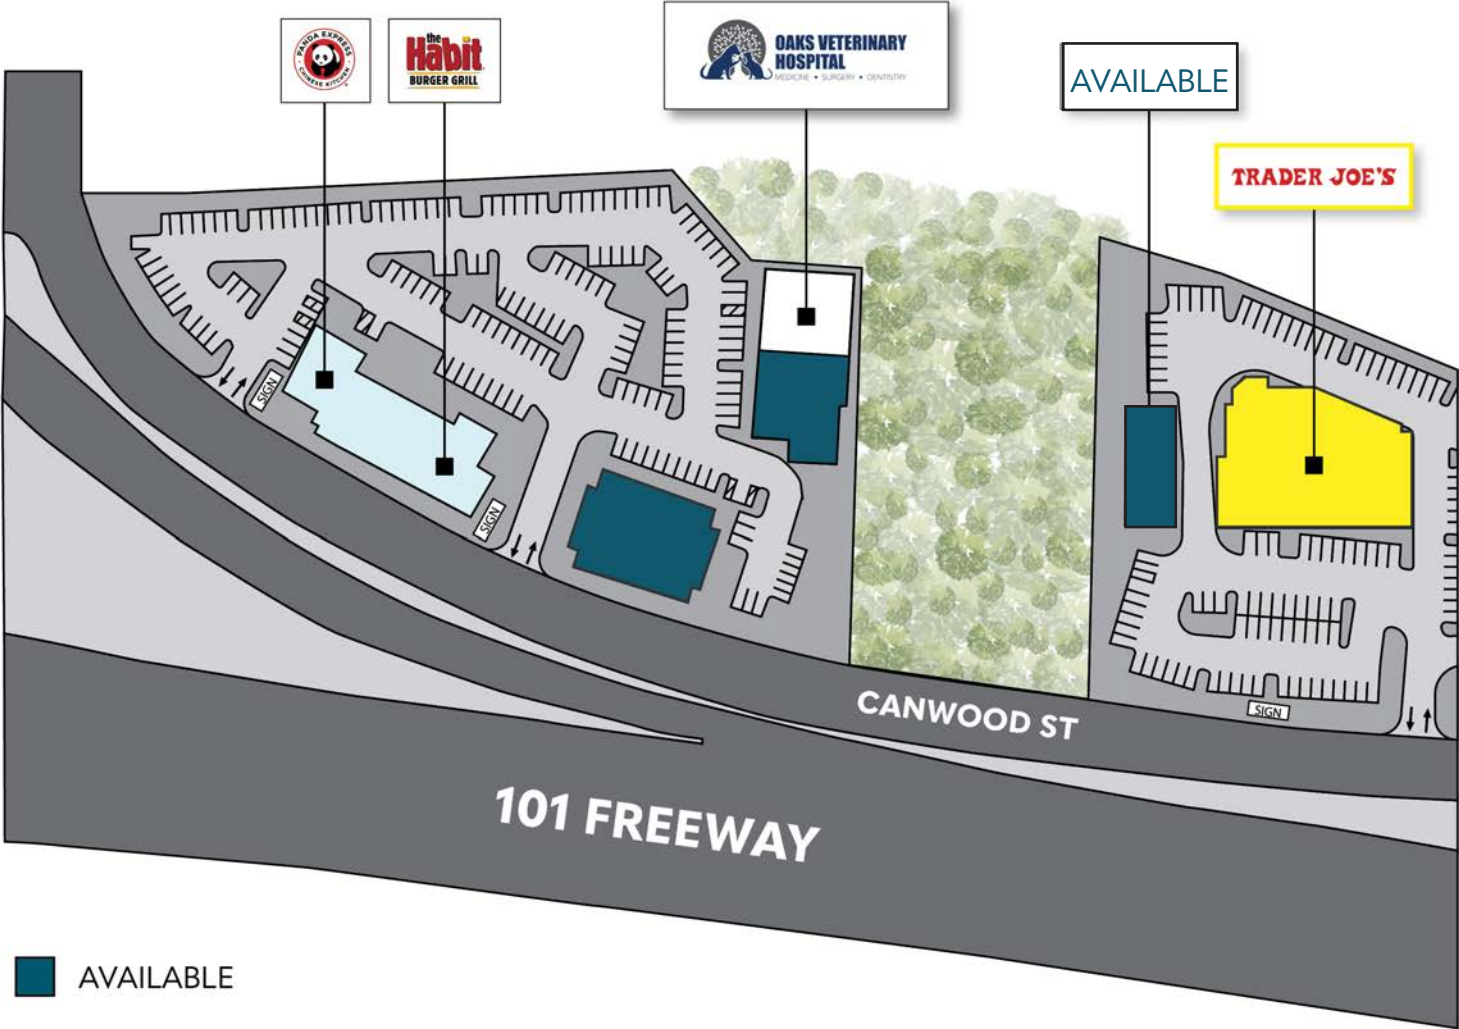 PANDA EXPRESS
CHINESE KITCHEN
the
Habit
BURGER GRILL
OAKS VETERINARY
HOSPITAL
MEDICINE • SURGERY • DENTISTRY
AVAILABLE
TRADER JOE'S
SIGN
SIGN
SIGN
CANWOOD ST
101 FREEWAY
AVAILABLE